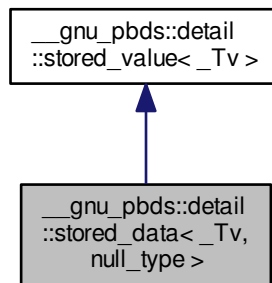 __gnu_pbds::detail
::stored_value< _Tv >
__gnu_pbds::detail
::stored_data< _Tv,
null_type >